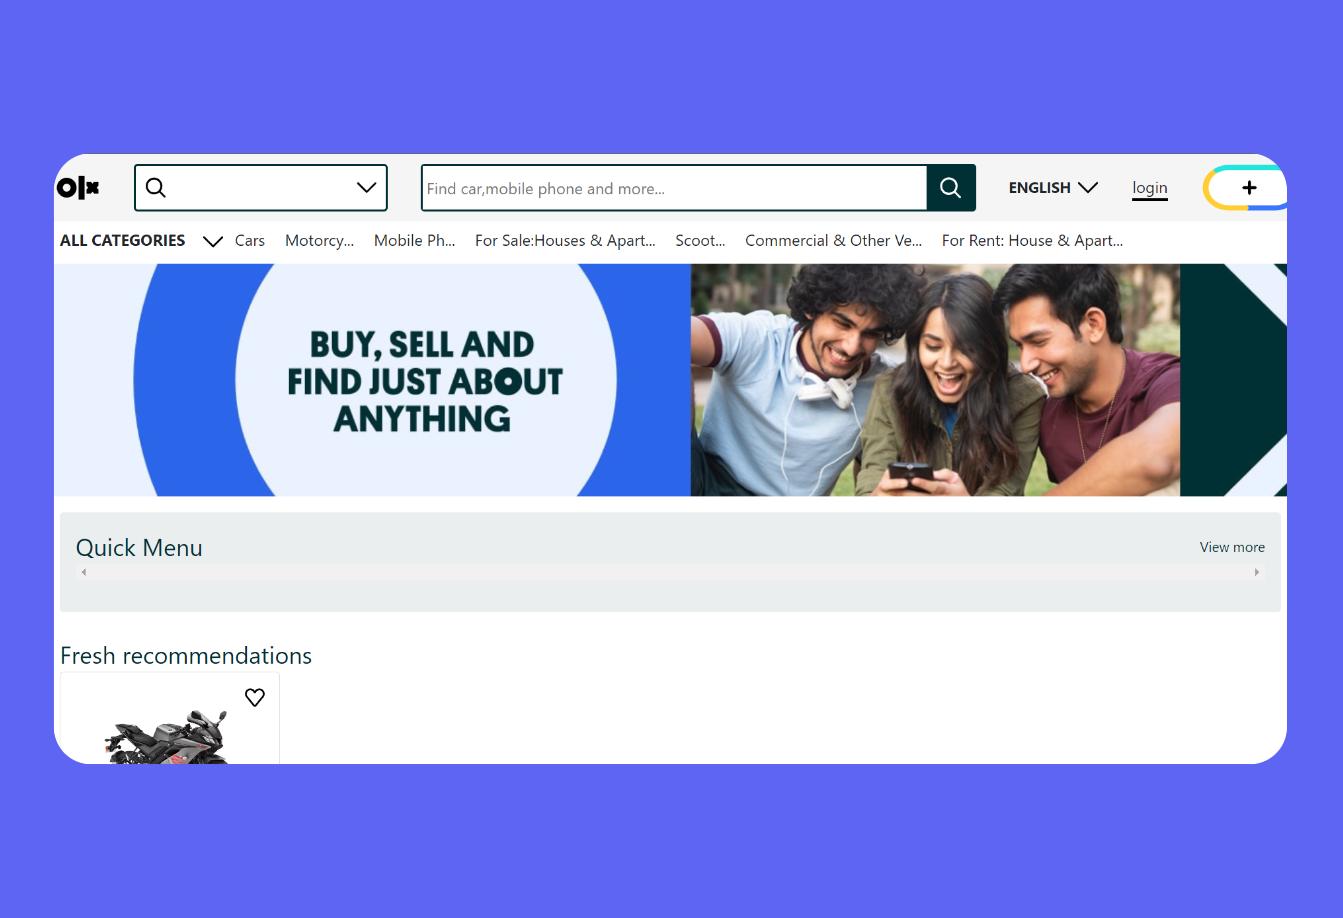 olx
Find car,mobile phone and more...
ENGLISH
login
+
ALL CATEGORIES
Cars
Motorcy...
Mobile Ph...
For Sale:Houses & Apart...
Scoot...
Commercial & Other Ve...
For Rent: House & Apart...
BUY, SELL AND
FIND JUST ABOUT
ANYTHING
Quick Menu
View more
Fresh recommendations